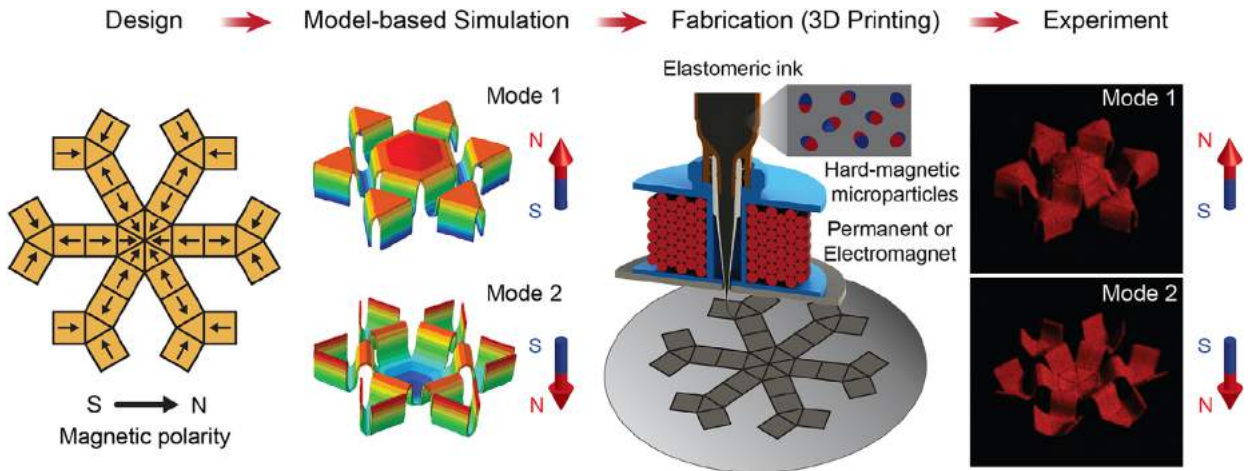 Design
Model-based Simulation
Fabrication (3D Printing)
Experiment
S
N
Magnetic polarity
Mode 1
N
S
Mode 2
S
N
Elastomeric ink
Hard-magnetic
microparticles
Permanent or
Electromagnet
Mode 1
N
S
Mode 2
S
N